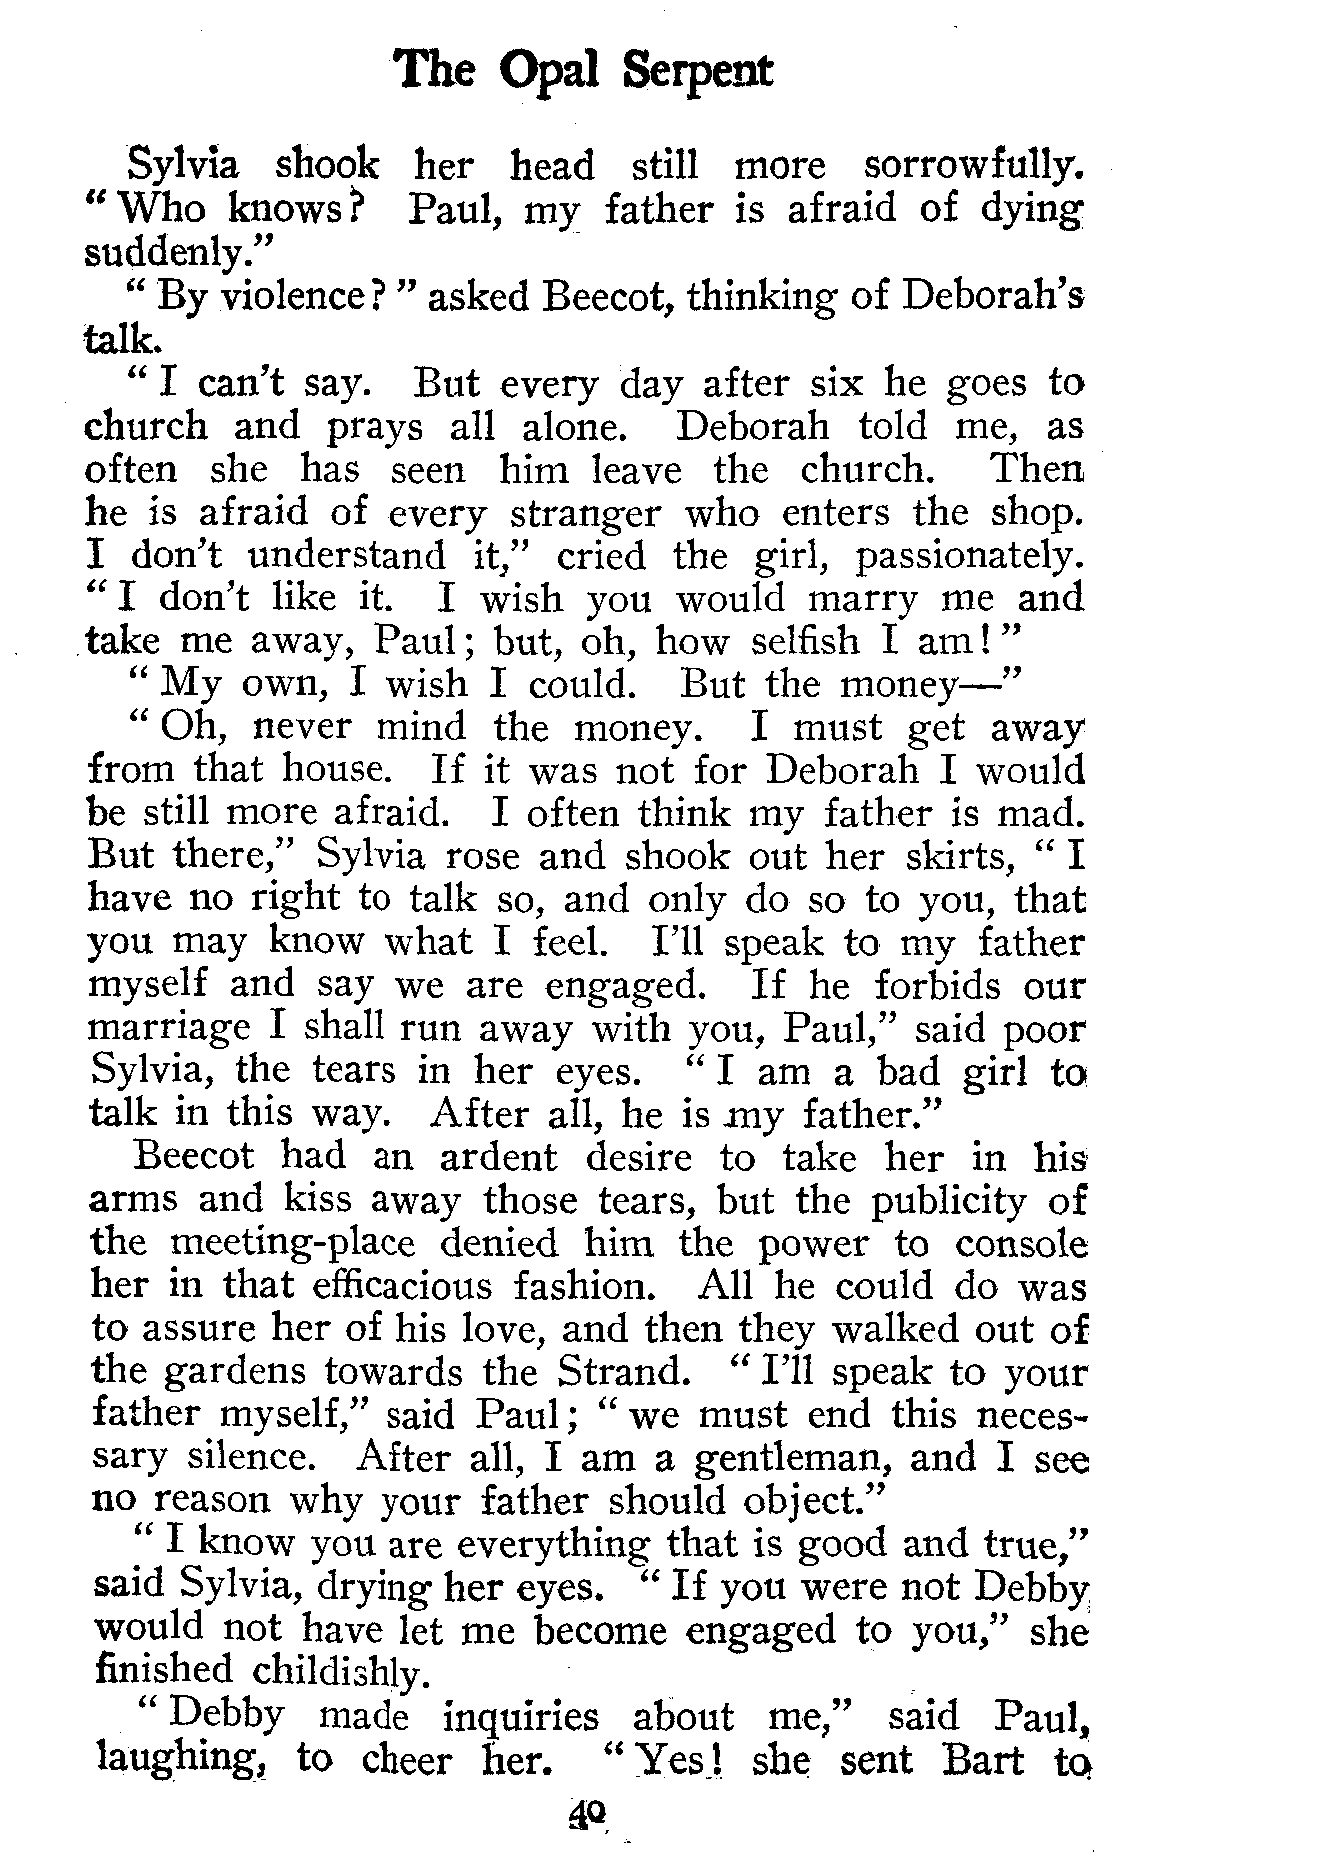 The Opal Serpent
Sylvia shook her head still more sorrowfully.
“ Who knows? Paul, my father is afraid of dying
suddenly.”
“ By violence? ” asked Beecot, thinking of Deborah’s
talk.
“ I can’t say. But every day after six he goes to
church and prays all alone. Deborah told me, as
often she has seen him leave the church. Then
he is afraid of every stranger who enters the shop.
I don’t understand it,” cried the girl, passionately.
“ I don’t like it. I wish you would marry me and
take me away, Paul; but, oh, how selfish I am! ”
“ My own, I wish I could. But the money—”
“ Oh, never mind the money. I must get away
from that house. If it was not for Deborah I would
be still more afraid. I often think my father is mad.
But there,” Sylvia rose and shook out her skirts, “ I
have no right to talk so, and only do so to you, that
you may know what I feel. I’ll speak to my father
myself and say we are engaged. If he forbids our
marriage I shall run away with you, Paul,” said poor
Sylvia, the tears in her eyes. “ I am a bad girl to
talk in this way. After all, he is my father.”
Beecot had an ardent desire to take her in his
arms and kiss away those tears, but the publicity of
the meeting-place denied him the power to console
her in that efficacious fashion. All he could do was
to assure her of his love, and then they walked out of
the gardens towards the Strand. “ I’ll speak to your
father myself,” said Paul; “ we must end this neces-
sary silence. After all, I am a gentleman, and I see
no reason why your father should object.”
“ I know you are everything that is good and true,”
said Sylvia, drying her eyes. “ If you were not Debby
would not have let me become engaged to you,” she
finished childishly.
“ Debby made inquiries about me,” said Paul,
laughing, to cheer her. “ Yes! she sent Bart to
40